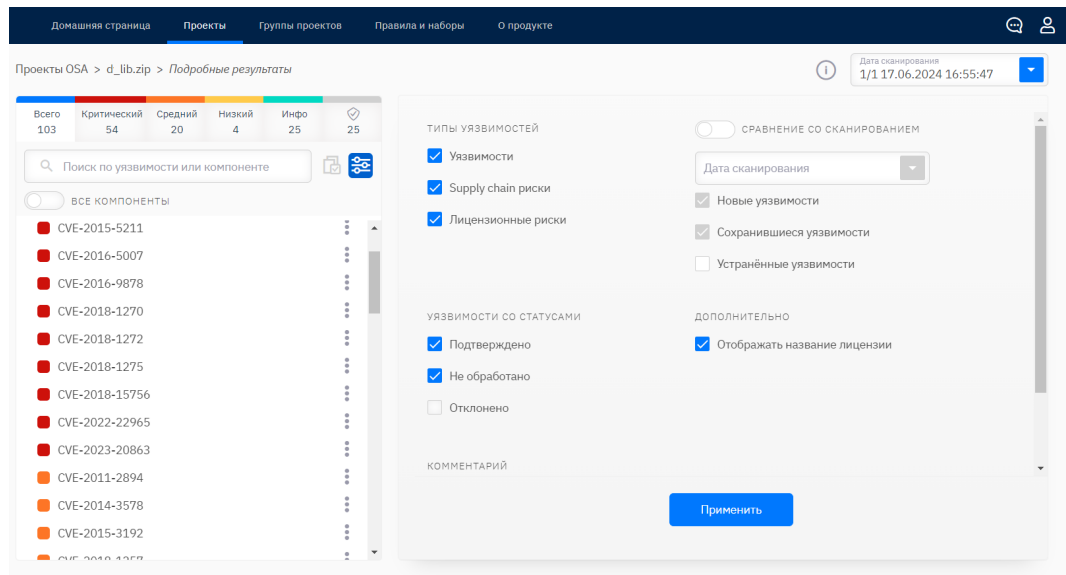 Домашняя страница Проекты Группы проектов Правила и наборы О продукте
Проекты OSA > d_lib.zip > Подробные результаты
Дата сканирования
1/1 17.06.2024 16:55:47
Всего Критический Средний Низкий Инфо
103 54 20 4 25 25
Поиск по уязвимости или компоненте
ВСЕ КОМПОНЕНТЫ
CVE-2015-5211
CVE-2016-5007
CVE-2016-9878
CVE-2018-1270
CVE-2018-1272
CVE-2018-1275
CVE-2018-15756
CVE-2022-22965
CVE-2023-20863
CVE-2011-2894
CVE-2014-3578
CVE-2015-3192
CVE-2018-1257
ТИПЫ УЯЗВИМОСТЕЙ
Уязвимости
Supply chain риски
Лицензионные риски
СРАВНЕНИЕ СО СКАНИРОВАНИЕМ
Дата сканирования
Новые уязвимости
Сохранившиеся уязвимости
Устранённые уязвимости
УЯЗВИМОСТИ СО СТАТУСАМИ
Подтверждено
Не обработано
Отклонено
ДОПОЛНИТЕЛЬНО
Отображать название лицензии
КОММЕНТАРИЙ
Применить